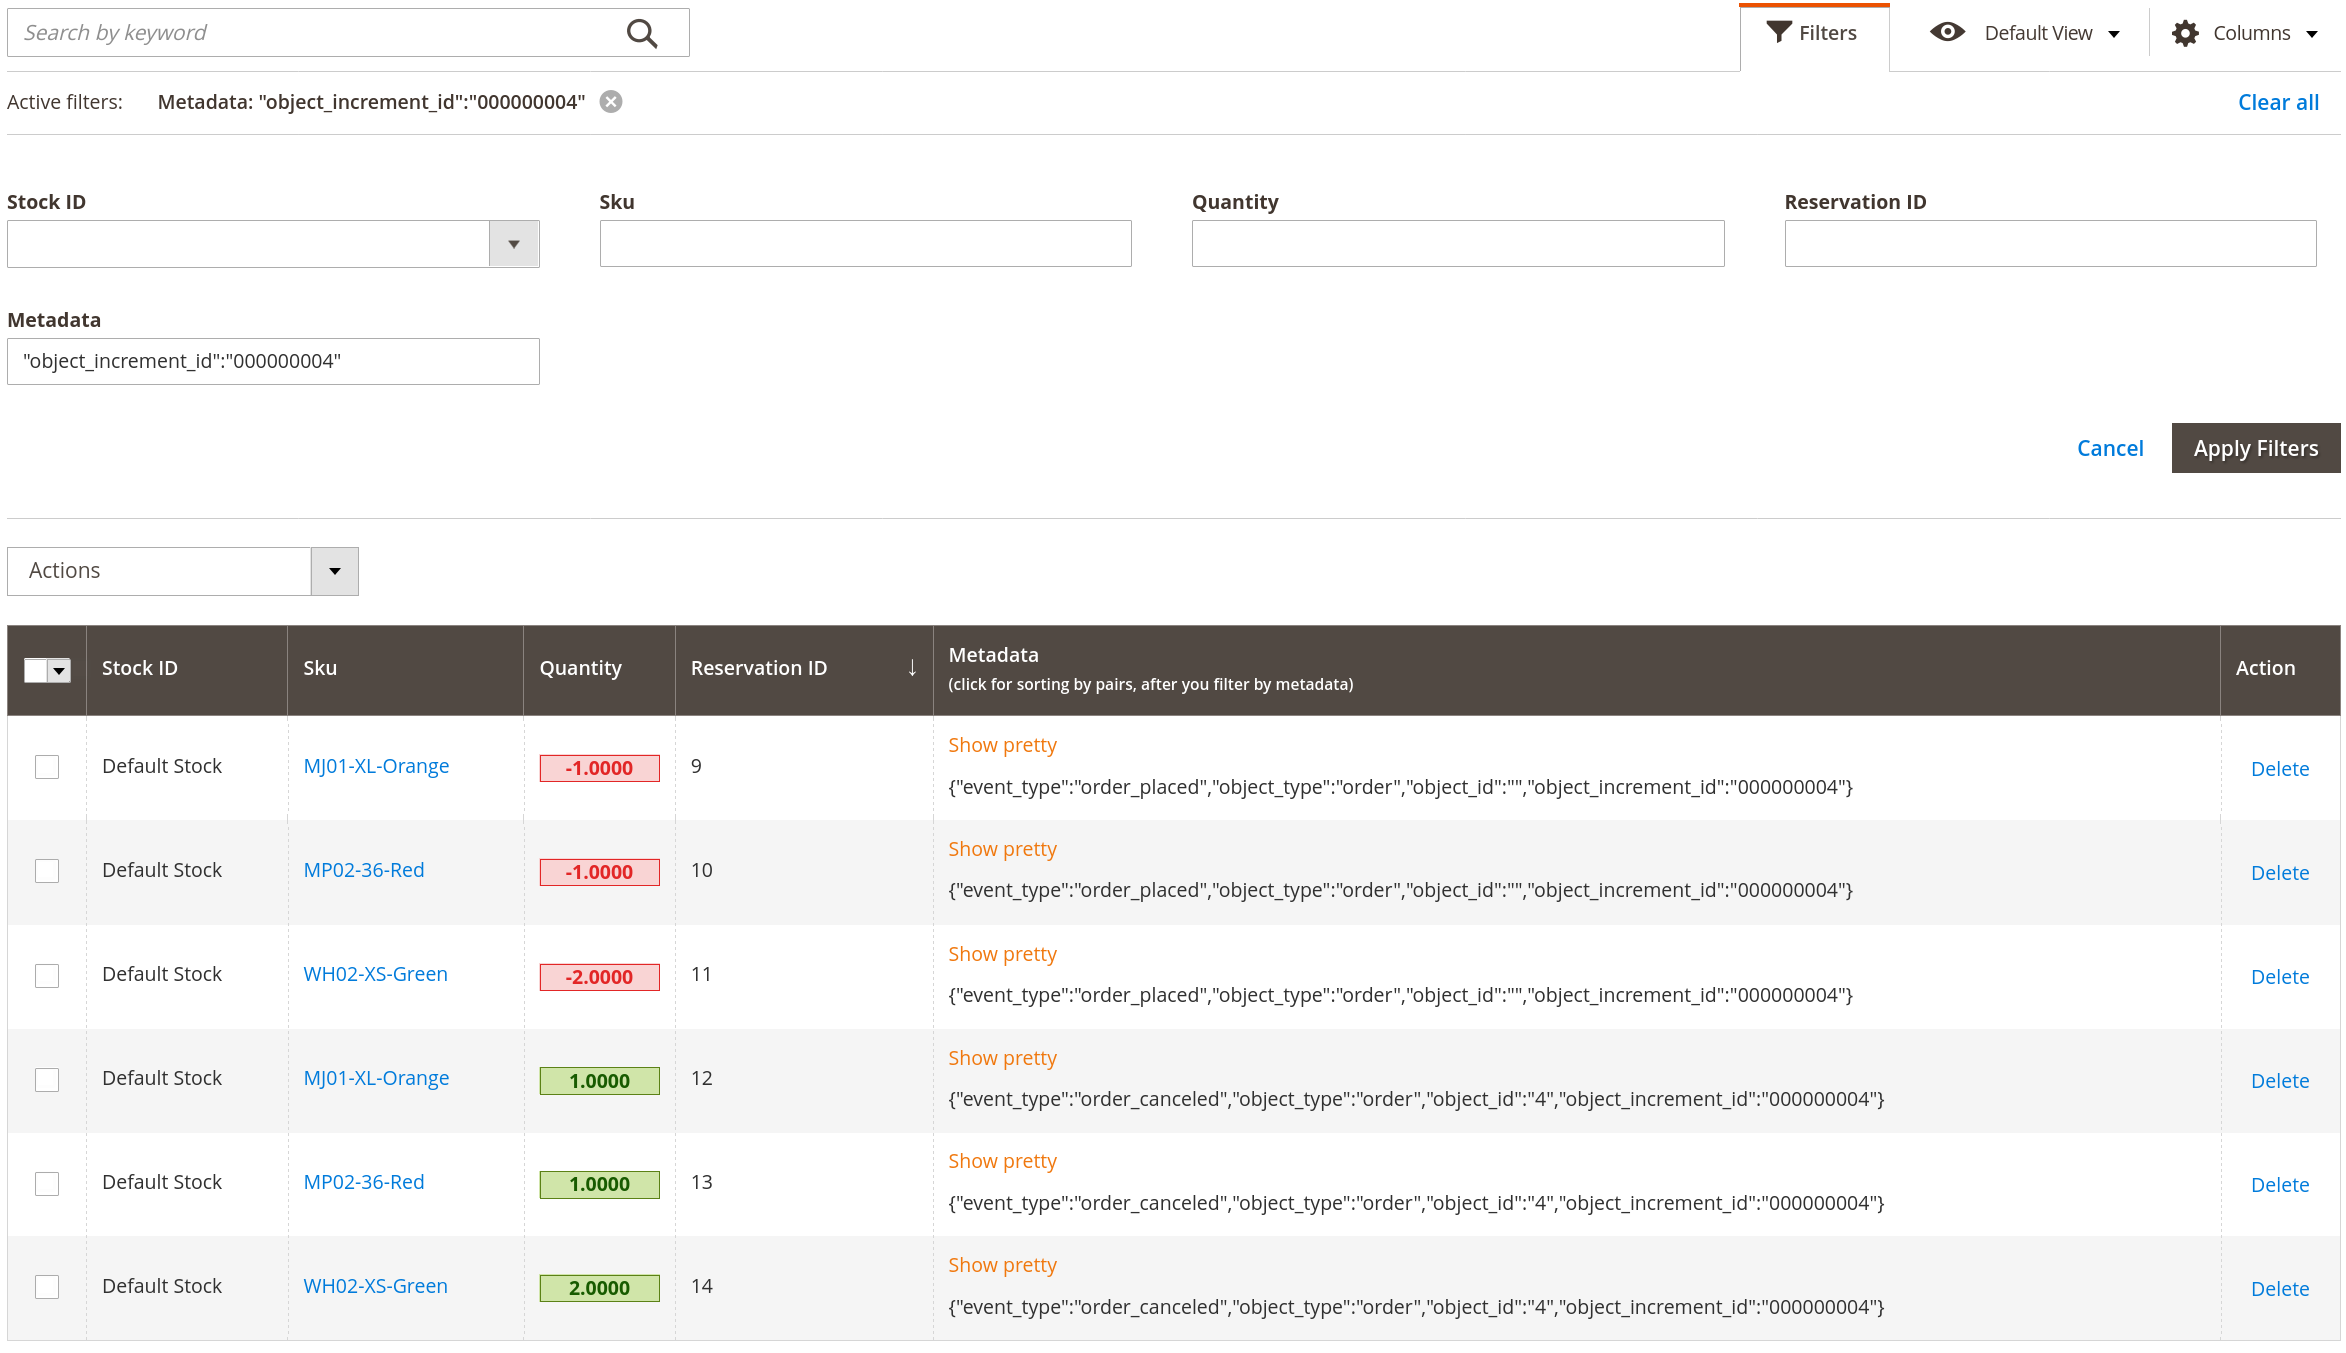 Search by keyword
Filters
Default View
Columns
Active filters: Metadata: "object_increment_id":"000000004"
Clear all
Stock ID Sku Quantity Reservation ID
Metadata
"object_increment_id":"000000004"
Cancel Apply Filters
Actions
Stock ID Sku Quantity Reservation ID ↓ Metadata (click for sorting by pairs, after you filter by metadata) Action
Show pretty
Default Stock MJ01-XL-Orange -1.0000 9 {"event_type":"order_placed","object_type":"order","object_id":"","object_increment_id":"000000004"} Delete
Show pretty
Default Stock MP02-36-Red -1.0000 10 {"event_type":"order_placed","object_type":"order","object_id":"","object_increment_id":"000000004"} Delete
Show pretty
Default Stock WH02-XS-Green -2.0000 11 {"event_type":"order_placed","object_type":"order","object_id":"","object_increment_id":"000000004"} Delete
Show pretty
Default Stock MJ01-XL-Orange 1.0000 12 {"event_type":"order_canceled","object_type":"order","object_id":"4","object_increment_id":"000000004"} Delete
Show pretty
Default Stock MP02-36-Red 1.0000 13 {"event_type":"order_canceled","object_type":"order","object_id":"4","object_increment_id":"000000004"} Delete
Show pretty
Default Stock WH02-XS-Green 2.0000 14 {"event_type":"order_canceled","object_type":"order","object_id":"4","object_increment_id":"000000004"} Delete